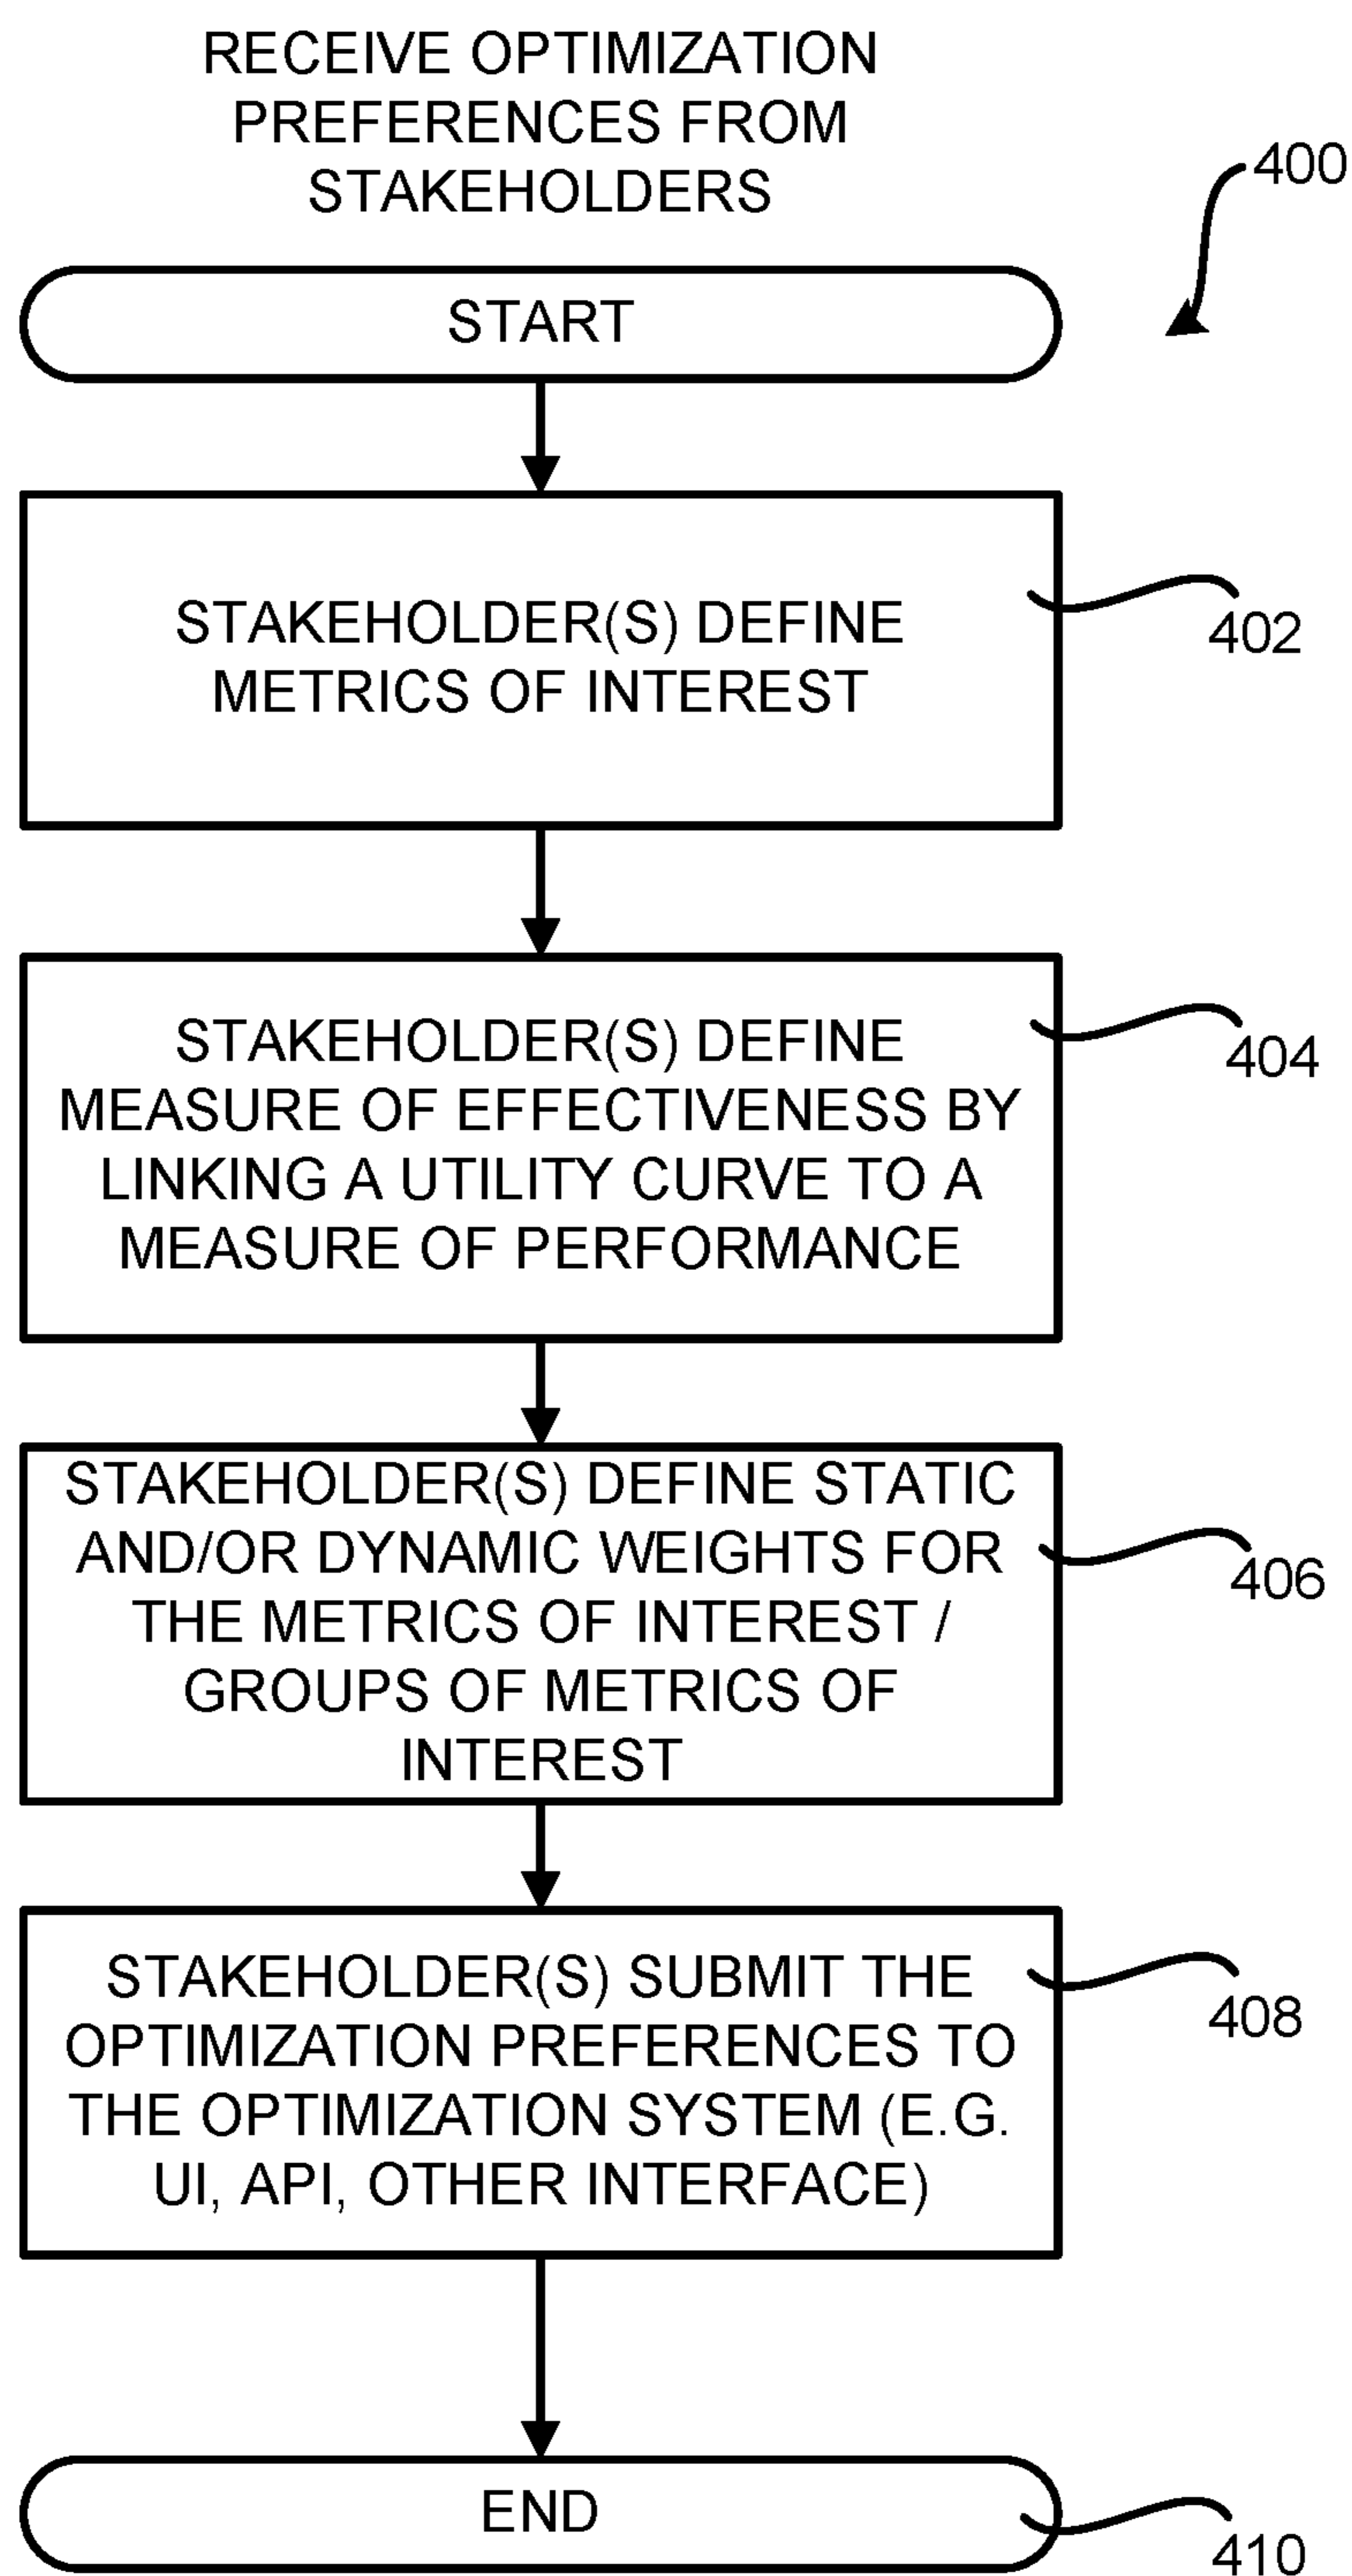 RECEIVE OPTIMIZATION
PREFERENCES FROM
STAKEHOLDERS
400
START
STAKEHOLDER(S) DEFINE
METRICS OF INTEREST
402
STAKEHOLDER(S) DEFINE
MEASURE OF EFFECTIVENESS BY
LINKING A UTILITY CURVE TO A
MEASURE OF PERFORMANCE
404
STAKEHOLDER(S) DEFINE STATIC
AND/OR DYNAMIC WEIGHTS FOR
THE METRICS OF INTEREST /
GROUPS OF METRICS OF
INTEREST
406
STAKEHOLDER(S) SUBMIT THE
OPTIMIZATION PREFERENCES TO
THE OPTIMIZATION SYSTEM (E.G.
UI, API, OTHER INTERFACE)
408
END
410